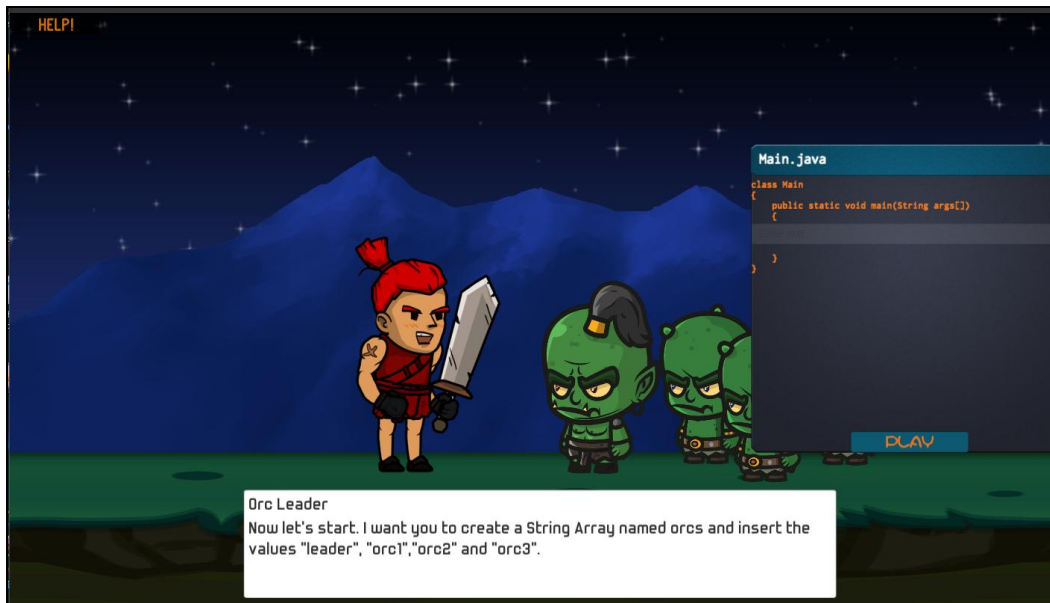 HELP!
Main.java
class Main
{
public static void main(String args[])
{
}
}
PLAY
Orc Leader
Now let's start. I want you to create a String Array named orcs and insert the
values "leader", "orc1","orc2" and "orc3".